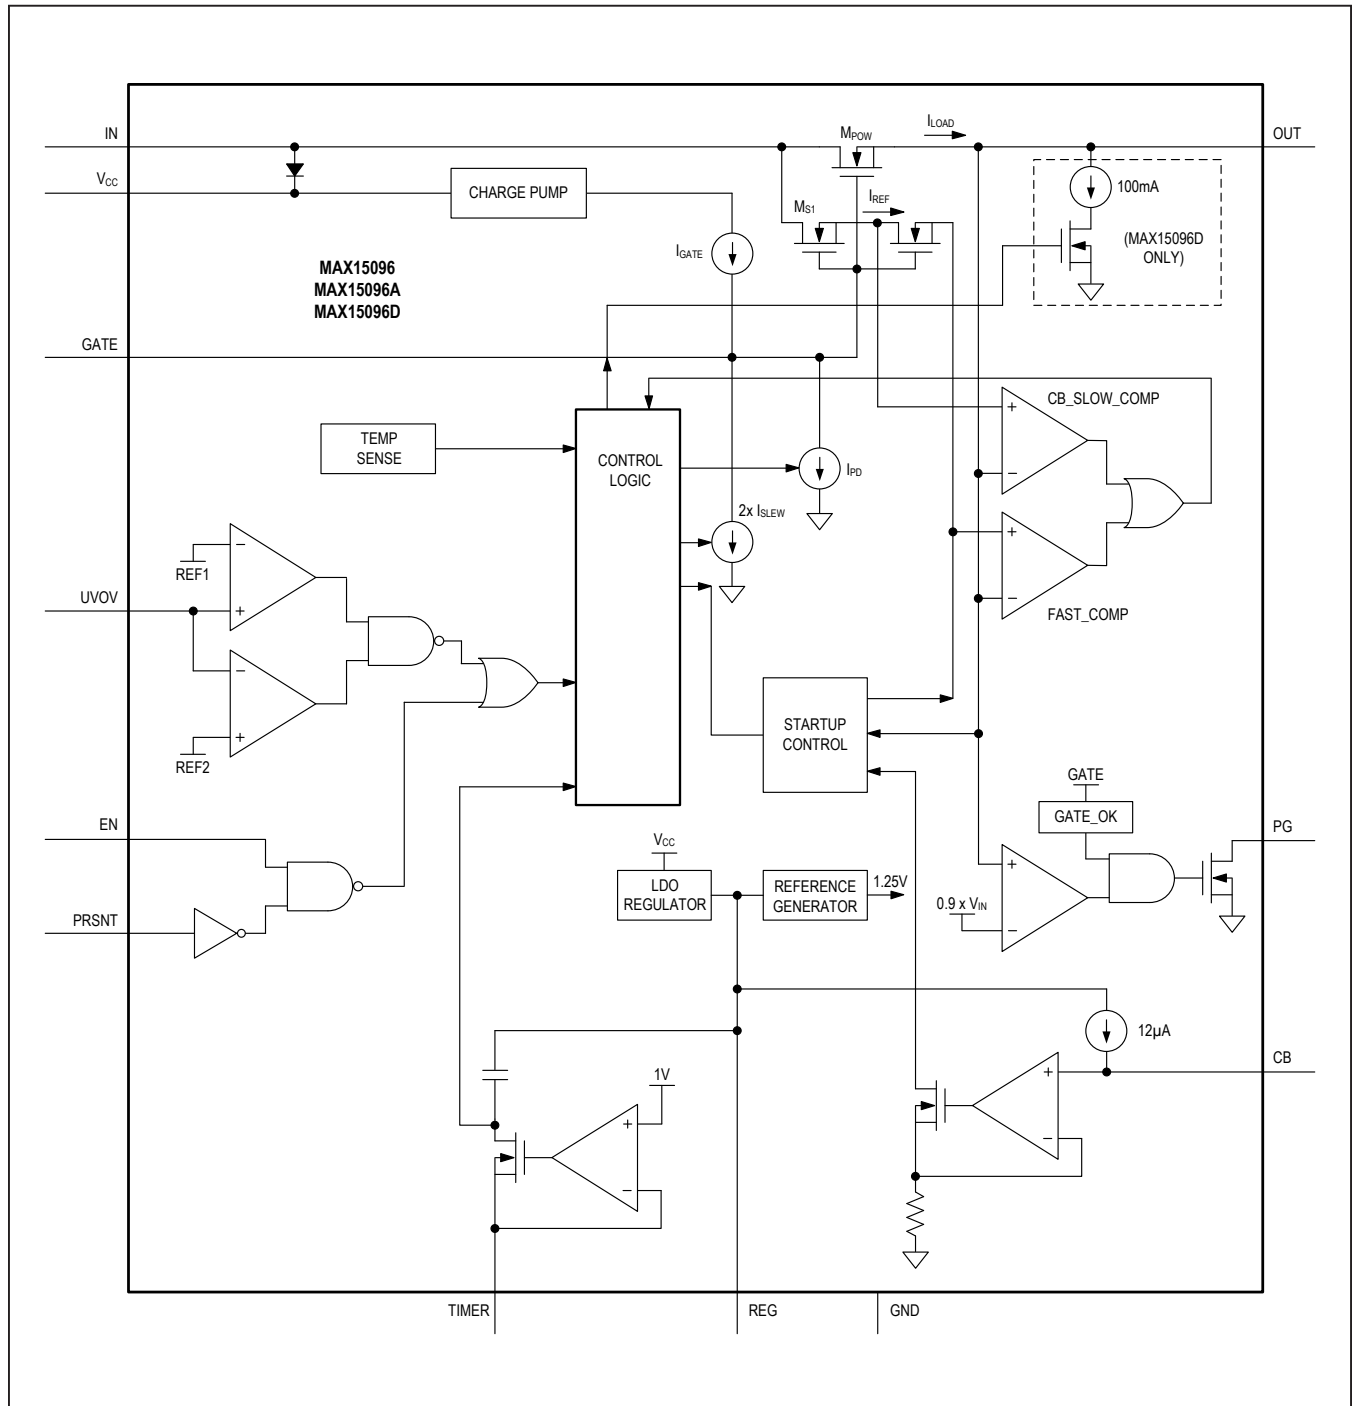 IN
VCC
CHARGE PUMP
MPOW
ILOAD
OUT
MS1
IREF
100mA
(MAX15096D
ONLY)
IGATE
MAX15096
MAX15096A
MAX15096D
GATE
TEMP
SENSE
CONTROL
LOGIC
IPD
2x ISLEW
CB_SLOW_COMP
+
−
+
−
FAST_COMP
−
REF1
UVOV
+
−
+
REF2
STARTUP
CONTROL
EN
PRSNT
VCC
LDO
REGULATOR
REFERENCE
GENERATOR
1.25V
GATE
GATE_OK
PG
+
0.9 x VIN
−
12µA
CB
+
−
1V
+
−
TIMER
REG
GND